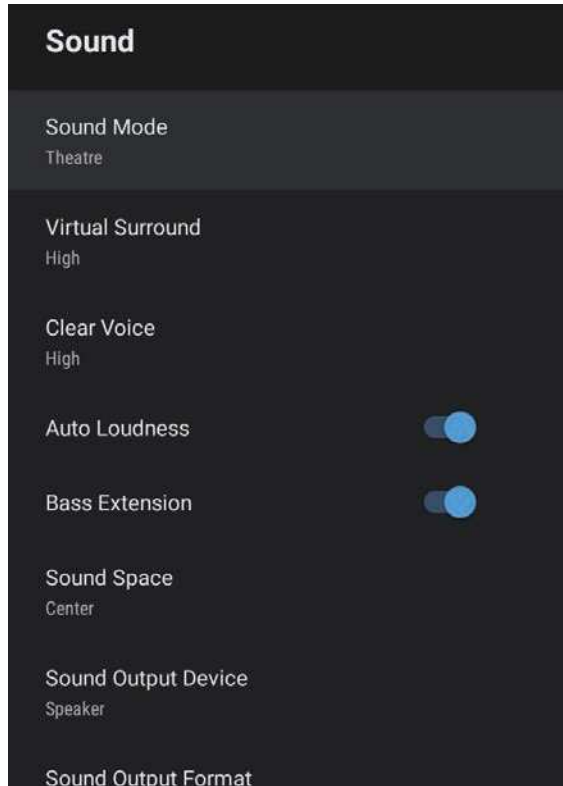 Sound
Sound Mode
Theatre
Virtual Surround
High
Clear Voice
High
Auto Loudness
Bass Extension
Sound Space
Center
Sound Output Device
Speaker
Sound Output Format